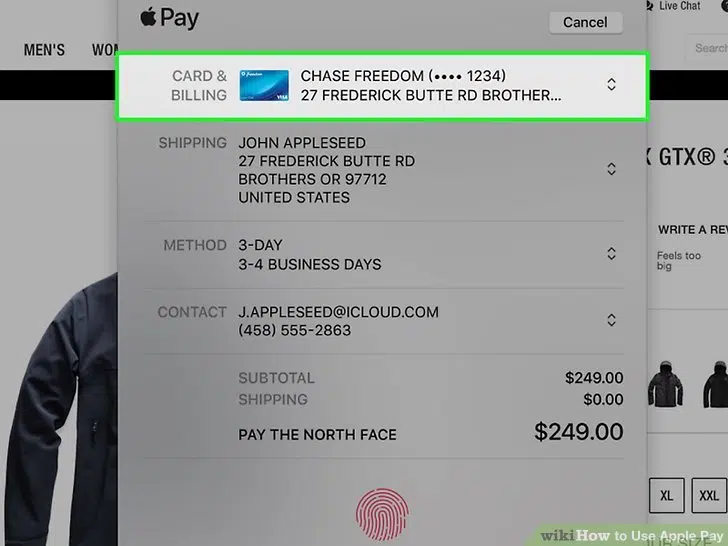 Pay
Cancel
Live Chat
MEN'S
Search
CARD &
BILLING
CHASE FREEDOM (•••• 1234)
27 FREDERICK BUTTE RD BROTHER...
freedom
VISA
SHIPPING
JOHN APPLESEED
27 FREDERICK BUTTE RD
BROTHERS OR 97712
UNITED STATES
GTX® 3
WRITE A REV
Feels too
big
METHOD
3-DAY
3-4 BUSINESS DAYS
CONTACT
J.APPLESEED@ICLOUD.COM
(458) 555-2863
SUBTOTAL
$249.00
SHIPPING
$0.00
PAY THE NORTH FACE
$249.00
XL
XXL
wikiHow to Use Apple Pay